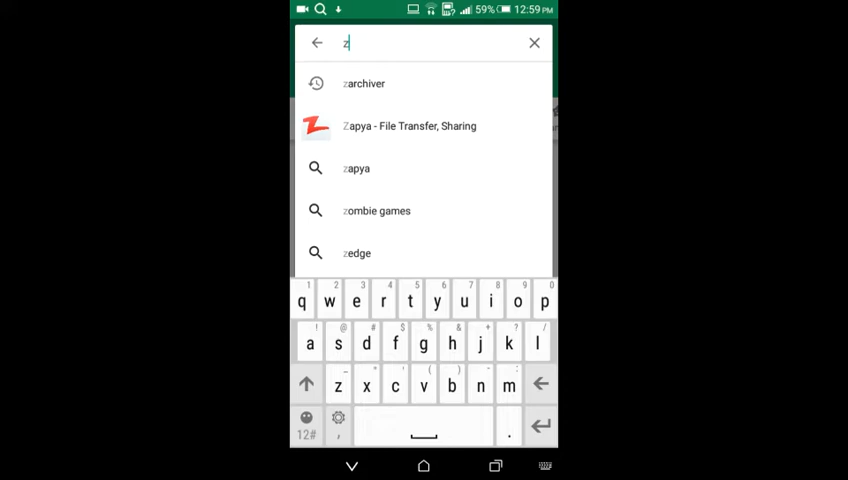 59% 12:59 PM
z
zarchiver
Zapya - File Transfer, Sharing
zapya
zombie games
zedge
1 2 3 4 5 6 7 8 9 0
q w e r t y u i o p
! @ # $ % & - + ? /
a s d f g h j k l
_ " ' ( ) - :
z x c v b n m
12# , .